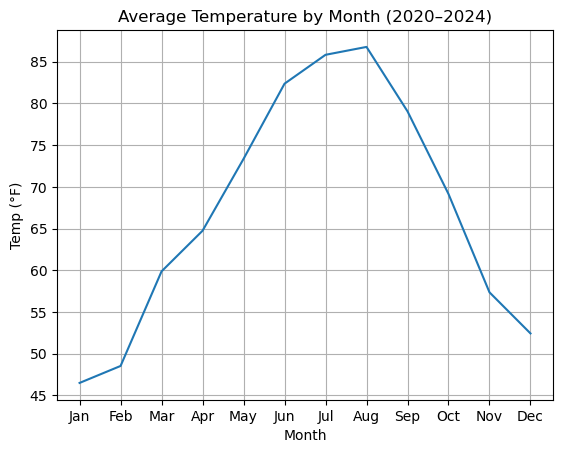 Average Temperature by Month (2020–2024)
Temp (°F)
85
80
75
70
65
60
55
50
45
Jan Feb Mar Apr May Jun Jul Aug Sep Oct Nov Dec
Month